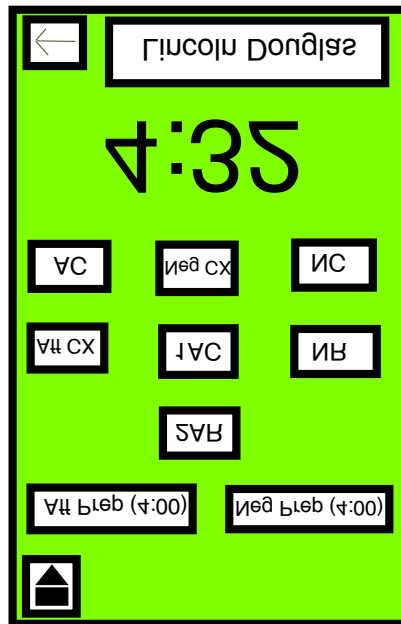 Lincoln Douglas
4:32
AC
Neg CX
NC
Aff CX
1AC
NR
2AR
Aff Prep (4:00)
Neg Prep (4:00)